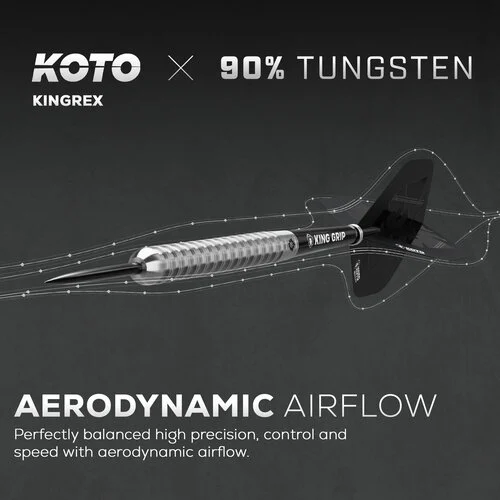 KOTO × 90% TUNGSTEN
KINGREX
KING GRIP
AERODYNAMIC AIRFLOW
Perfectly balanced high precision, control and
speed with aerodynamic airflow.